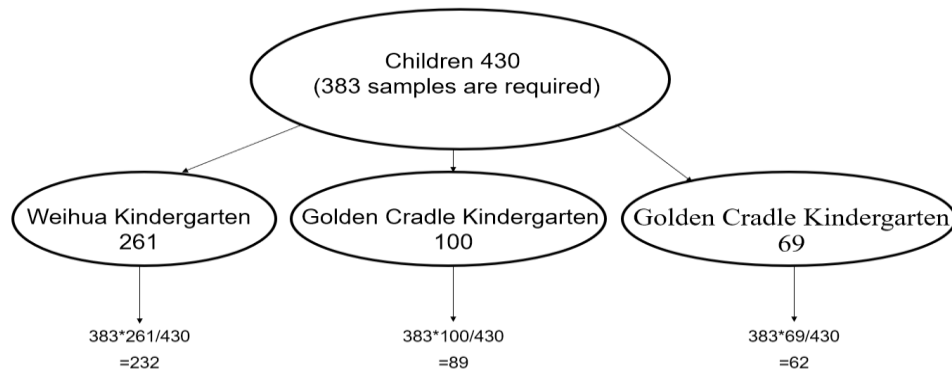 Children 430
(383 samples are required)
Weihua Kindergarten
261
Golden Cradle Kindergarten
100
Golden Cradle Kindergarten
69
383*261/430
=232
383*100/430
=89
383*69/430
=62